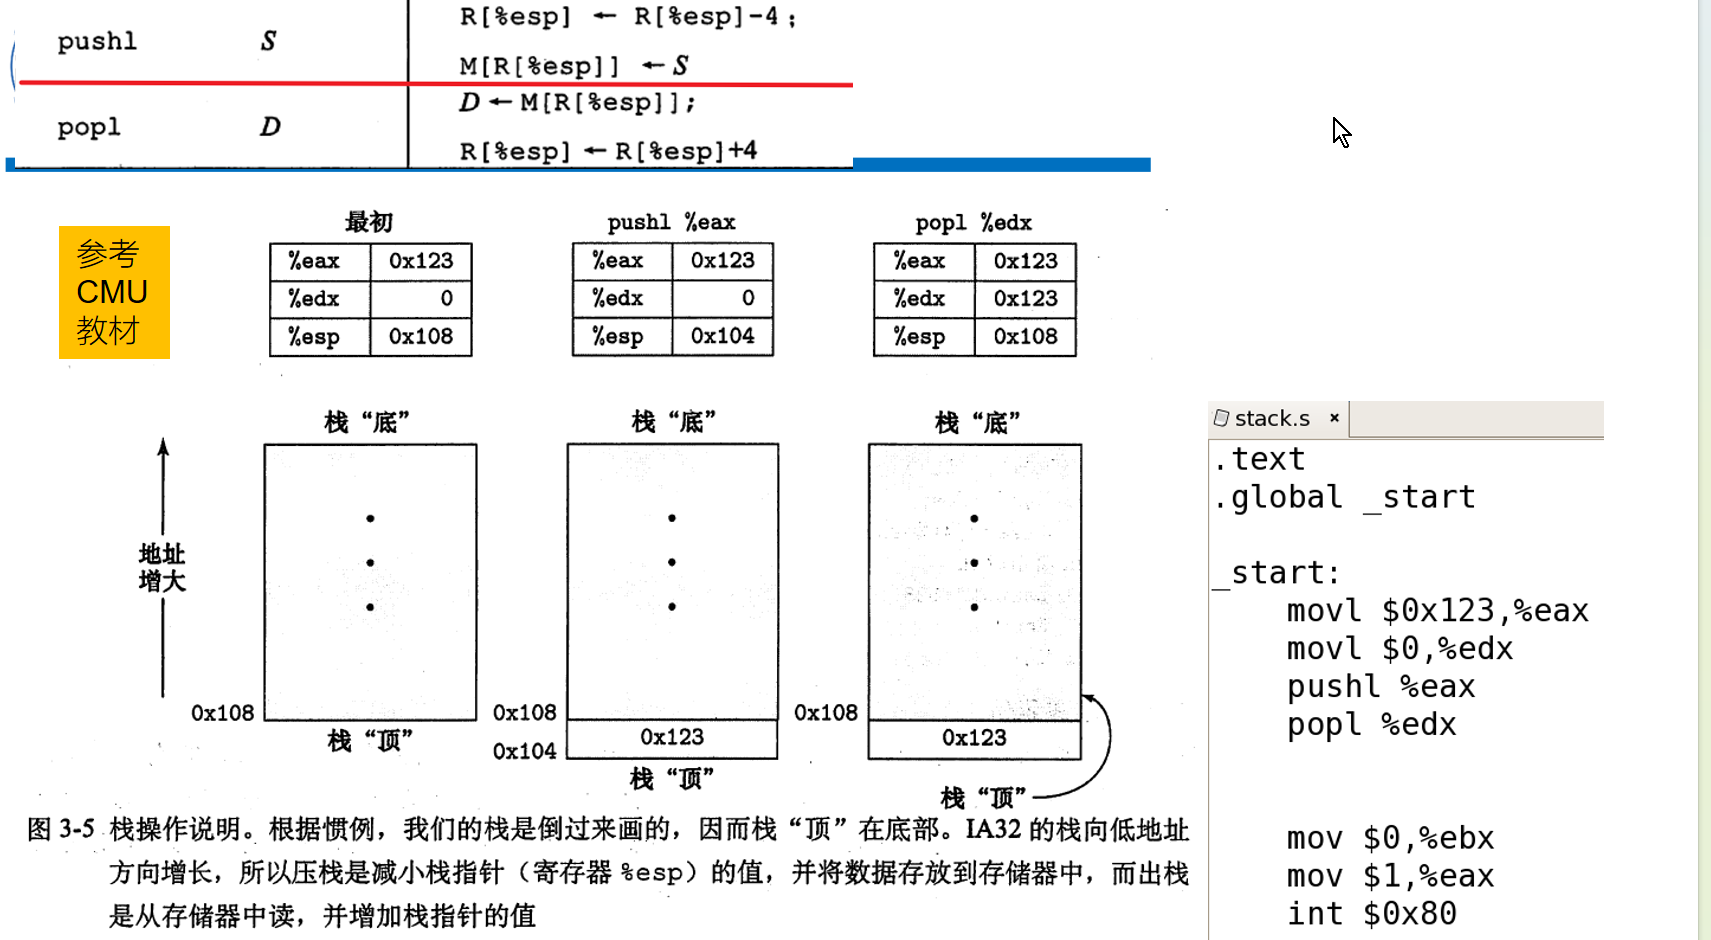 pushl S R[%esp] ← R[%esp]-4;
M[R[%esp]] ← S
popl D D ← M[R[%esp]];
R[%esp] ← R[%esp]+4
参考
CMU
教材
最初
%eax 0x123
%edx 0
%esp 0x108
pushl %eax
%eax 0x123
%edx 0
%esp 0x104
popl %edx
%eax 0x123
%edx 0x123
%esp 0x108
地址
增大
栈“底”
0x108
栈“顶”
栈“底”
0x108
0x123
0x104
栈“顶”
栈“底”
0x108
0x123
栈“顶”
图 3-5 栈操作说明。根据惯例，我们的栈是倒过来画的，因而栈“顶”在底部。IA32 的栈向低地址
方向增长，所以压栈是减小栈指针（寄存器 %esp）的值，并将数据存放到存储器中，而出栈
是从存储器中读，并增加栈指针的值
stack.s ×
.text
.global _start
_start:
movl $0x123,%eax
movl $0,%edx
pushl %eax
popl %edx
mov $0,%ebx
mov $1,%eax
int $0x80